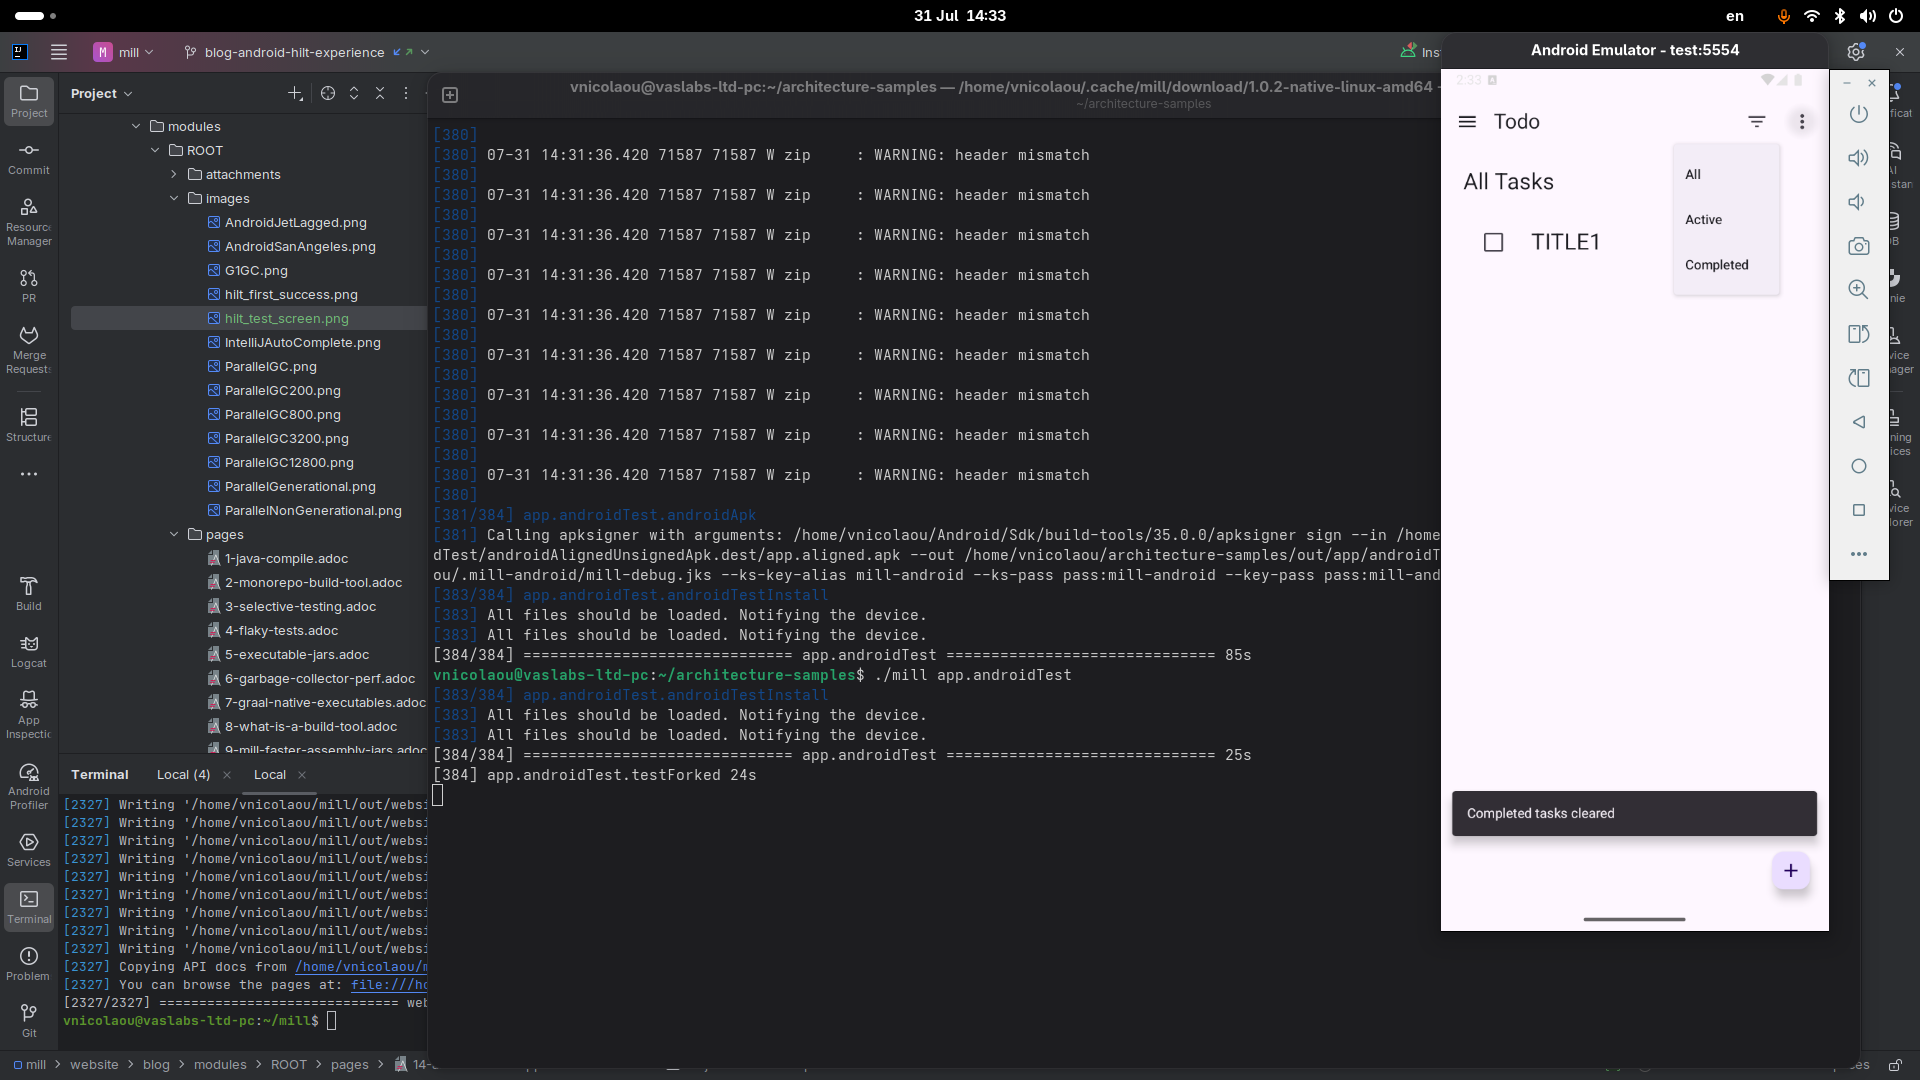 31 Jul 14:33
en
M mill
blog-android-hilt-experience
Project
Project
Commit
Resourc
Manager
PR
Merge
Request
Structure
Build
Logcat
App
Inspectio
Android
Profiler
Services
Terminal
Problem
Git
modules
ROOT
attachments
images
AndroidJetLagged.png
AndroidSanAngeles.png
G1GC.png
hilt_first_success.png
hilt_test_screen.png
IntelliJAutoComplete.png
ParallelGC.png
ParallelGC200.png
ParallelGC800.png
ParallelGC3200.png
ParallelGC12800.png
ParallelGenerational.png
ParallelNonGenerational.png
pages
1-java-compile.adoc
2-monorepo-build-tool.adoc
3-selective-testing.adoc
4-flaky-tests.adoc
5-executable-jars.adoc
6-garbage-collector-perf.adoc
7-graal-native-executables.adoc
8-what-is-a-build-tool.adoc
9-mill-faster-assembly-jars.adoc
Terminal
Local (4)
Local
[2327] Writing '/home/vnicolaou/mill/out/websi
[2327] Writing '/home/vnicolaou/mill/out/websi
[2327] Writing '/home/vnicolaou/mill/out/websi
[2327] Writing '/home/vnicolaou/mill/out/websi
[2327] Writing '/home/vnicolaou/mill/out/websi
[2327] Writing '/home/vnicolaou/mill/out/websi
[2327] Writing '/home/vnicolaou/mill/out/websi
[2327] Writing '/home/vnicolaou/mill/out/websi
[2327] Writing '/home/vnicolaou/mill/out/websi
[2327] Copying API docs from /home/vnicolaou/m
[2327] You can browse the pages at: file:///ho
[2327/2327] ============================== web
vnicolaou@vaslabs-ltd-pc:~/mill$
mill > website > blog > modules > ROOT > pages > 14-
vnicolaou@vaslabs-ltd-pc:~/architecture-samples — /home/vnicolaou/.cache/mill/download/1.0.2-native-linux-amd64
~/architecture-samples
[380]
[380] 07-31 14:31:36.420 71587 71587 W zip     : WARNING: header mismatch
[380]
[380] 07-31 14:31:36.420 71587 71587 W zip     : WARNING: header mismatch
[380]
[380] 07-31 14:31:36.420 71587 71587 W zip     : WARNING: header mismatch
[380]
[380] 07-31 14:31:36.420 71587 71587 W zip     : WARNING: header mismatch
[380]
[380] 07-31 14:31:36.420 71587 71587 W zip     : WARNING: header mismatch
[380]
[380] 07-31 14:31:36.420 71587 71587 W zip     : WARNING: header mismatch
[380]
[380] 07-31 14:31:36.420 71587 71587 W zip     : WARNING: header mismatch
[380]
[380] 07-31 14:31:36.420 71587 71587 W zip     : WARNING: header mismatch
[380]
[380] 07-31 14:31:36.420 71587 71587 W zip     : WARNING: header mismatch
[380]
[381/384] app.androidTest.androidApk
[381] Calling apksigner with arguments: /home/vnicolaou/Android/Sdk/build-tools/35.0.0/apksigner sign --in /home
dTest/androidAlignedUnsignedApk.dest/app.aligned.apk --out /home/vnicolaou/architecture-samples/out/app/androidT
ou/.mill-android/mill-debug.jks --ks-key-alias mill-android --ks-pass pass:mill-android --key-pass pass:mill-and
[383/384] app.androidTest.androidTestInstall
[383] All files should be loaded. Notifying the device.
[383] All files should be loaded. Notifying the device.
[384/384] ============================== app.androidTest ============================== 85s
vnicolaou@vaslabs-ltd-pc:~/architecture-samples$ ./mill app.androidTest
[383/384] app.androidTest.androidTestInstall
[383] All files should be loaded. Notifying the device.
[383] All files should be loaded. Notifying the device.
[384/384] ============================== app.androidTest ============================== 25s
[384] app.androidTest.testForked 24s
Android Emulator - test:5554
2:33
Todo
All Tasks
TITLE1
All
Active
Completed
Completed tasks cleared
+